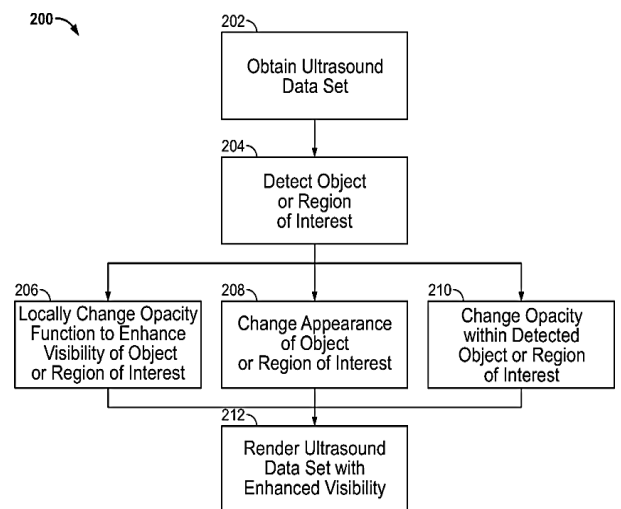 200
202
Obtain Ultrasound
Data Set
204
Detect Object
or Region
of Interest
206
Locally Change Opacity
Function to Enhance
Visibility of Object
or Region of Interest
208
Change Appearance
of Object
or Region of Interest
210
Change Opacity
within Detected
Object or Region
of Interest
212
Render Ultrasound
Data Set with
Enhanced Visibility